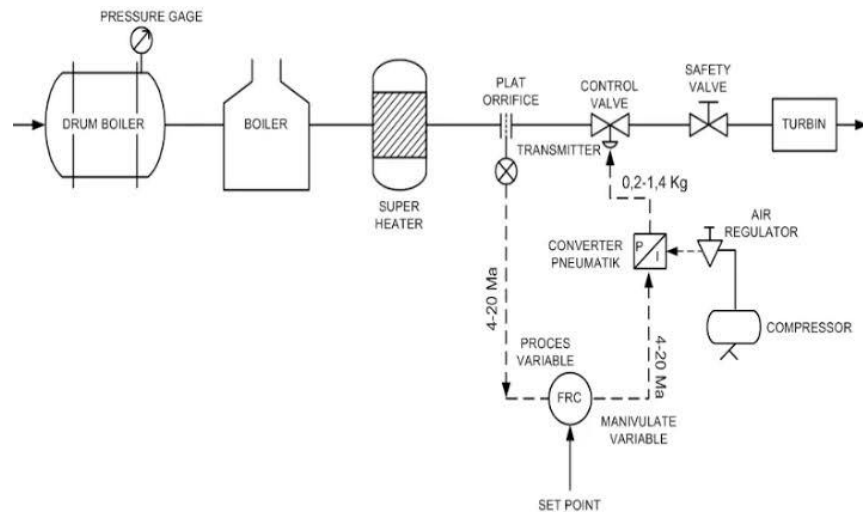 PRESSURE GAGE
DRUM BOILER
BOILER
SUPER
HEATER
PLAT
ORRIFICE
CONTROL
VALVE
SAFETY
VALVE
TURBIN
TRANSMITTER
0,2-1,4 Kg
AIR
REGULATOR
CONVERTER
PNEUMATIK
P
I
COMPRESSOR
4-20 Ma
4-20 Ma
PROCES
VARIABLE
FRC
MANIVULATE
VARIABLE
SET POINT